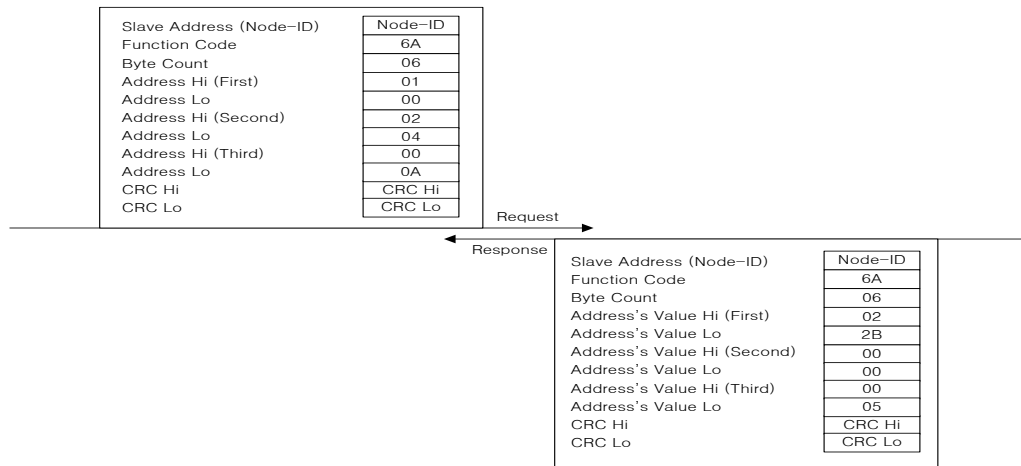 Slave Address (Node-ID) Node-ID
Function Code 6A
Byte Count 06
Address Hi (First) 01
Address Lo 00
Address Hi (Second) 02
Address Lo 04
Address Hi (Third) 00
Address Lo 0A
CRC Hi CRC Hi
CRC Lo CRC Lo
Request
Response
Slave Address (Node-ID) Node-ID
Function Code 6A
Byte Count 06
Address's Value Hi (First) 02
Address's Value Lo 2B
Address's Value Hi (Second) 00
Address's Value Lo 00
Address's Value Hi (Third) 00
Address's Value Lo 05
CRC Hi CRC Hi
CRC Lo CRC Lo